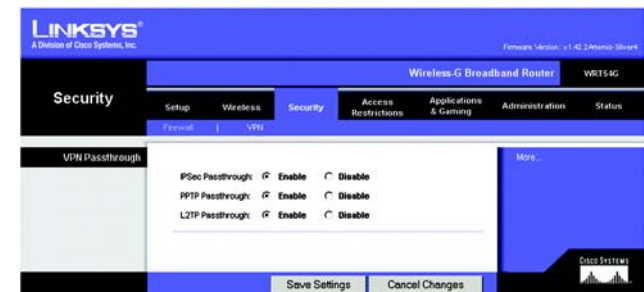 LINKSYS®
A Division of Cisco Systems, Inc.
Firmware Version: v1.42.2
Wireless-G Broadband Router WRT54G
Security
Setup Wireless Security Access Restrictions Applications & Gaming Administration Status
Firewall | VPN
VPN Passthrough
More...
IPSec Passthrough: Enable Disable
PPTP Passthrough: Enable Disable
L2TP Passthrough: Enable Disable
Save Settings Cancel Changes
CISCO SYSTEMS